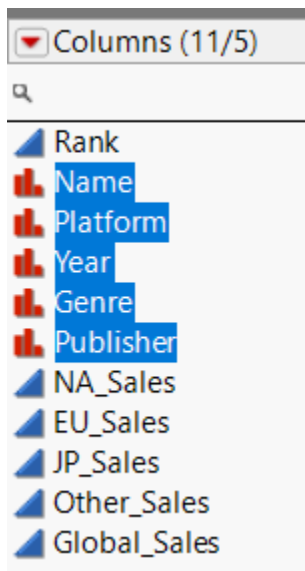 Columns (11/5)
Rank
Name
Platform
Year
Genre
Publisher
NA_Sales
EU_Sales
JP_Sales
Other_Sales
Global_Sales